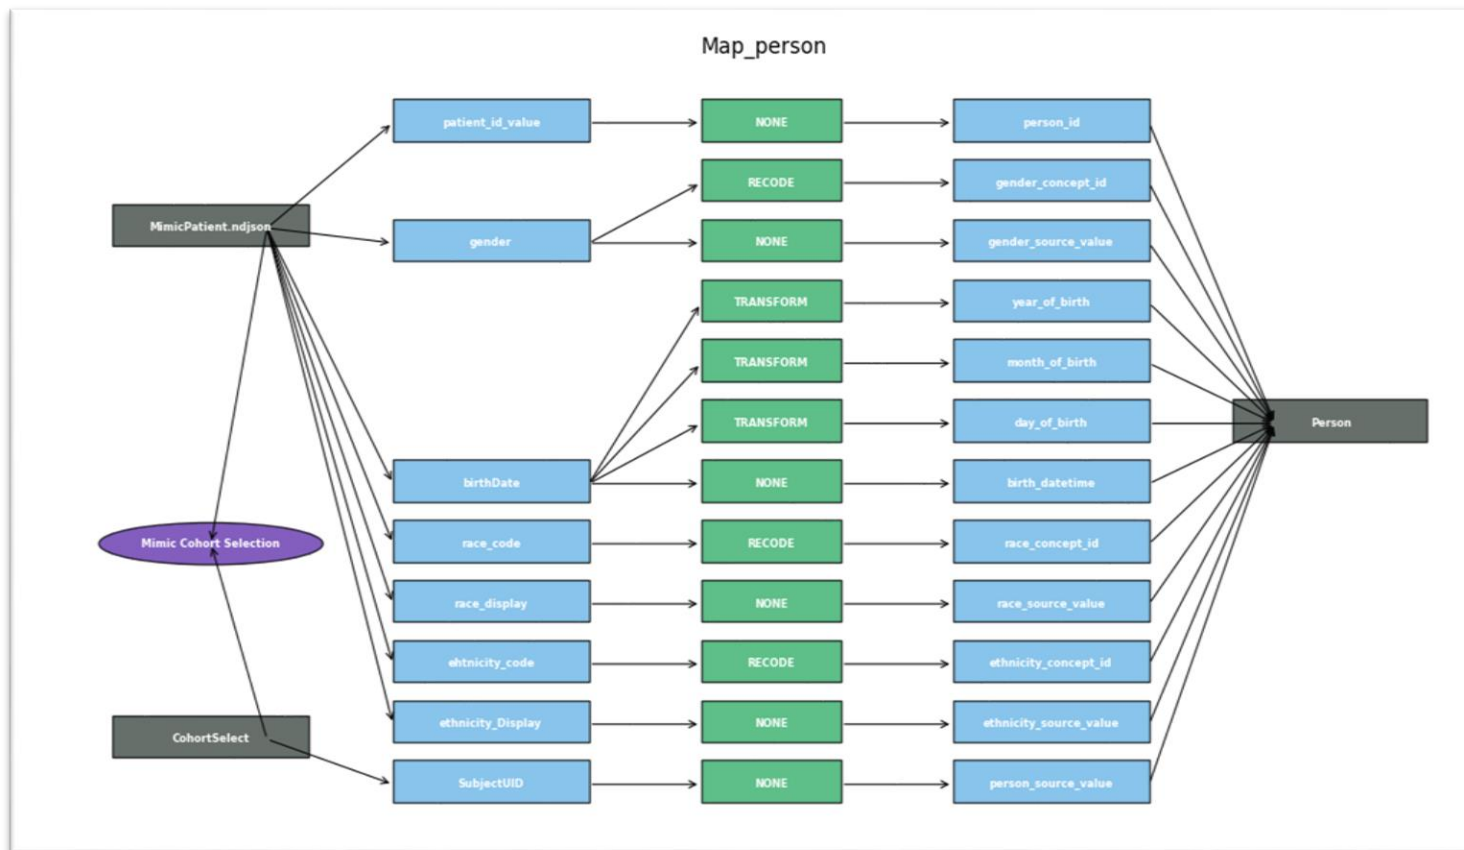 Map_person
patient_id_value NONE person_id
RECODE gender_concept_id
MimicPatient.ndjson
gender NONE gender_source_value
TRANSFORM year_of_birth
TRANSFORM month_of_birth
TRANSFORM day_of_birth Person
birthDate NONE birth_datetime
Mimic Cohort Selection race_code RECODE race_concept_id
race_display NONE race_source_value
ehtnicity_code RECODE ethnicity_concept_id
ethnicity_Display NONE ethnicity_source_value
CohortSelect
SubjectUID NONE person_source_value